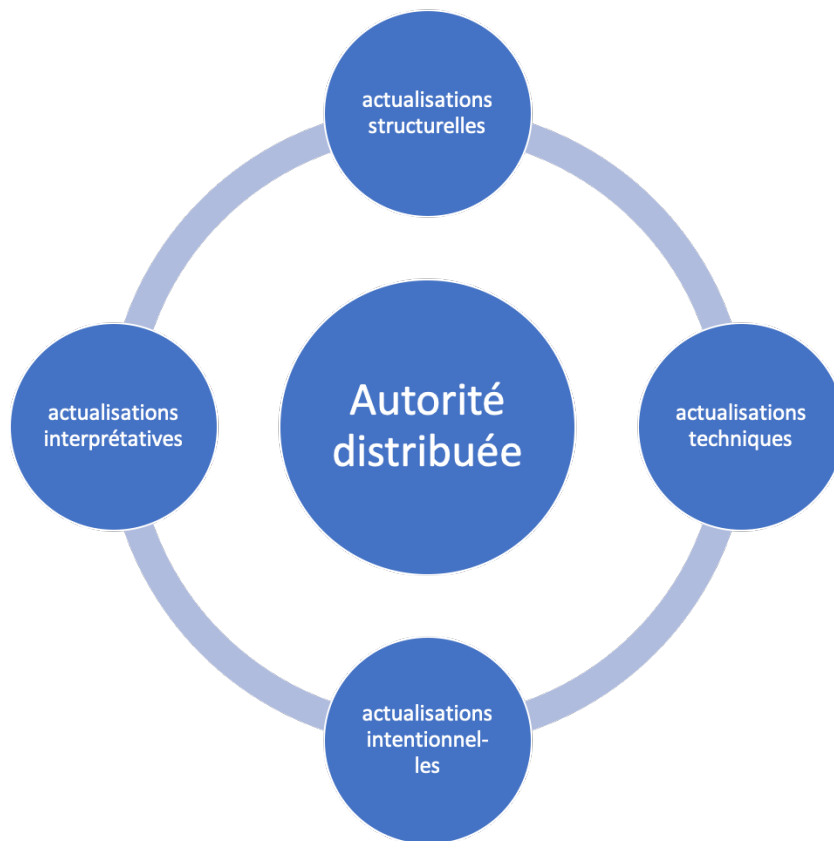 actualisations
structurelles
actualisations
interprétatives
Autorité
distribuée
actualisations
techniques
actualisations
intentionnel-
les